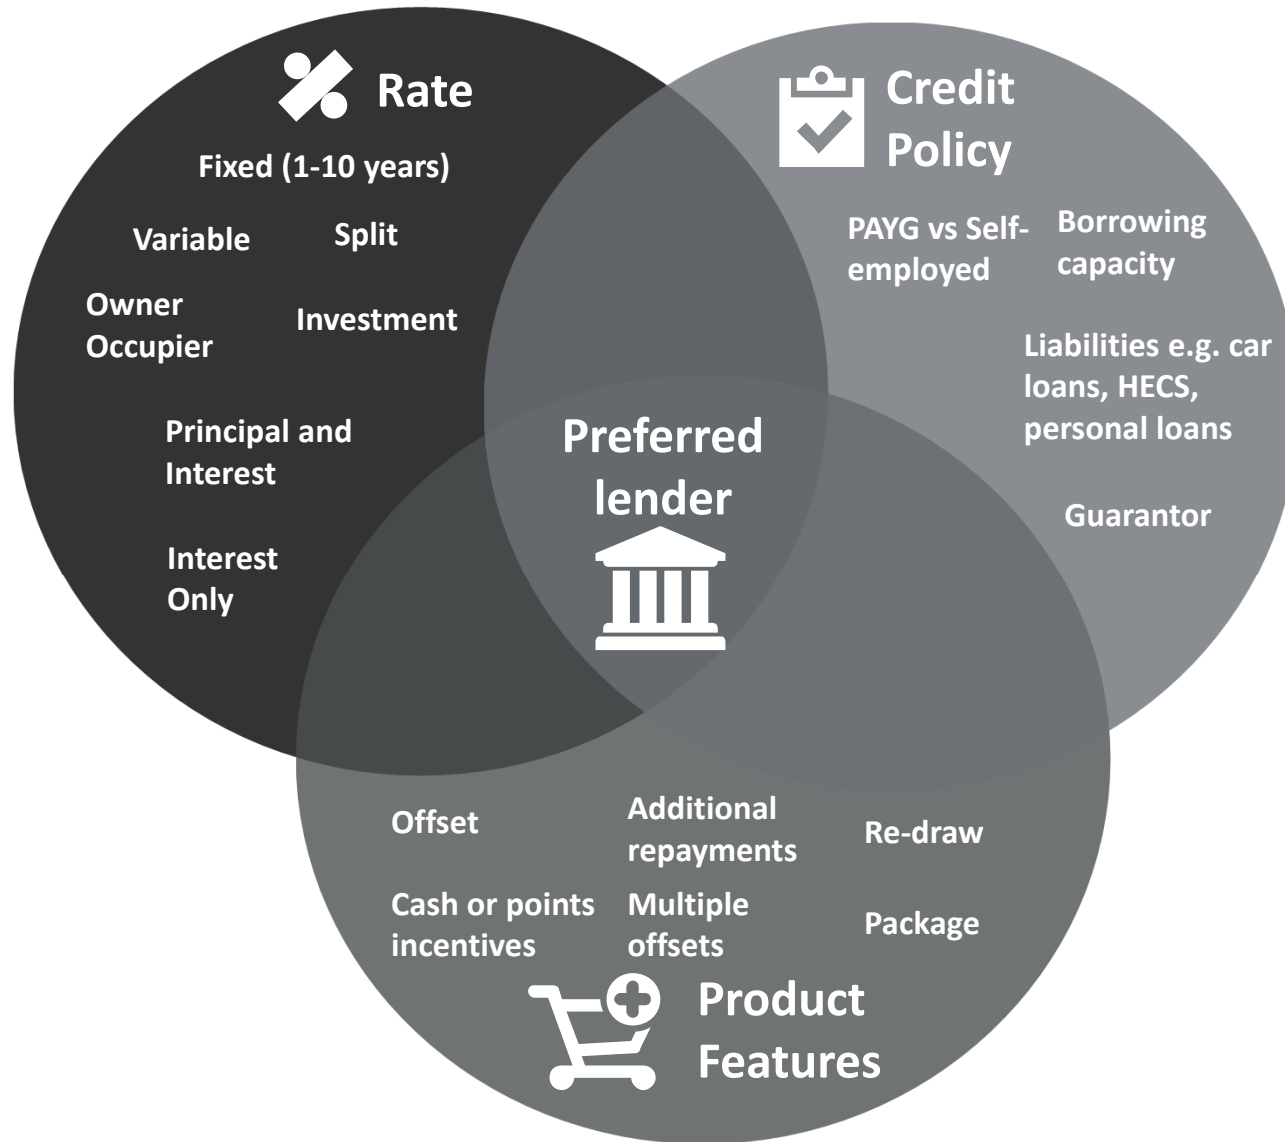 Rate
Fixed (1-10 years)
Variable
Split
Owner
Occupier
Investment
Principal and
Interest
Interest
Only
Credit
Policy
PAYG vs Self-
employed
Borrowing
capacity
Liabilities e.g. car
loans, HECS,
personal loans
Guarantor
Preferred
lender
Offset
Additional
repayments
Re-draw
Cash or points
incentives
Multiple
offsets
Package
Product
Features